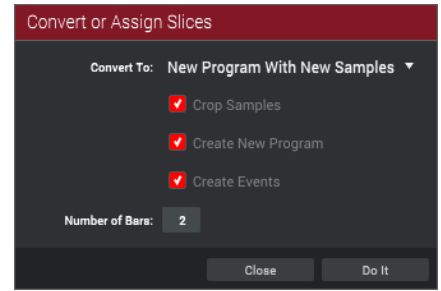 Convert or Assign Slices
Convert To: New Program With New Samples
Crop Samples
Create New Program
Create Events
Number of Bars: 2
Close Do It